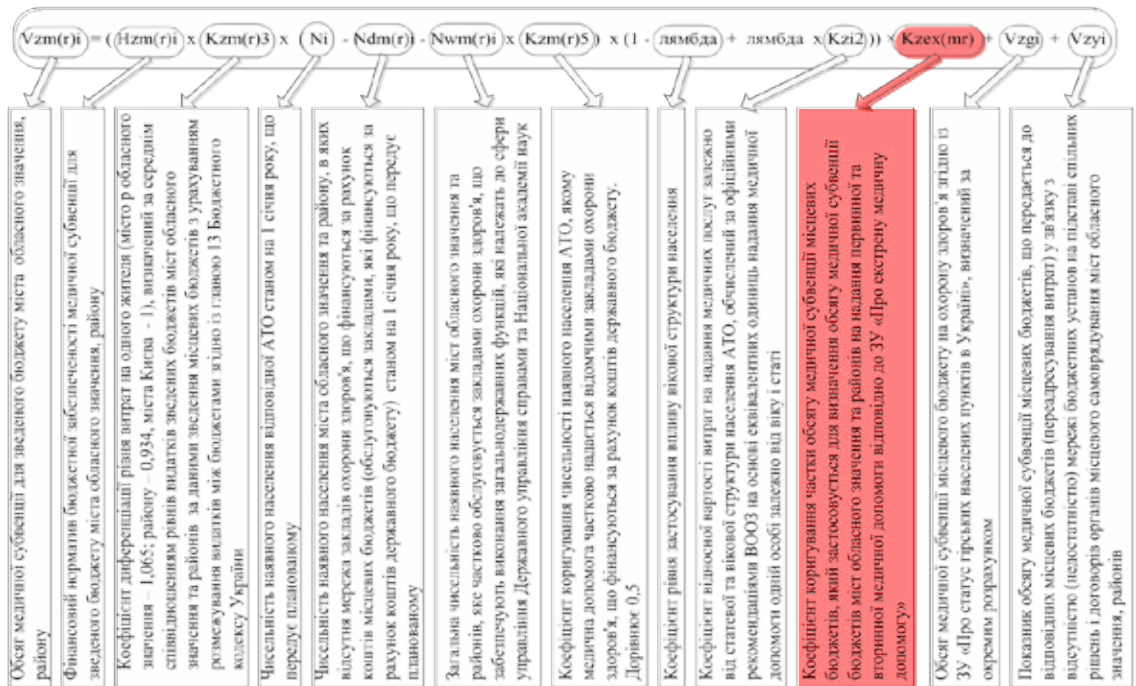 Vzm(r)i = ( Hzm(r)i x Kzm(r)3 x ( Ni - Ndm(r)i - Nwm(r)i x Kzm(r)5) x (1 - лямбда + лямбда x Kzi2)) × Kzex(mr) + Vzgi + Vzyi
Обсяг медичної субвенції для зведеного бюджету міста обласного значення,
району
Фінансовий норматив бюджетної забезпеченості медичної субвенції для
зведеного бюджету міста обласного значення, району
Коефіцієнт диференціації рівня витрат на одного жителя (місто р обласного
значення – 1,065; району – 0,934, міста Києва - 1), визначений за середнім
співвідношенням рівнів видатків зведених бюджетів міст обласного
значення та районів за даними зведення місцевих бюджетів з урахуванням
розмежування видатків між бюджетами згідно із главою 13 Бюджетного
кодексу України
Чисельність наявного населення відповідної АТО станом на 1 січня року, що
передує плановому
Чисельність наявного населення міста обласного значення та району, в яких
відсутня мережа закладів охорони здоров'я, що фінансуються за рахунок
коштів місцевих бюджетів (обслуговуються закладами, які фінансуються за
рахунок коштів державного бюджету) станом на 1 січня року, що передує
планованому
Загальна чисельність наявного населення міст обласного значення та
районів, яке частково обслуговується закладами охорони здоров'я, що
забезпечують виконання загальнодержавних функцій, які належать до сфери
управління Державного управління справами та Національної академії наук
Коефіцієнт коригування чисельності наявного населення АТО, якому
медична допомога частково надається відомчими закладами охорони
здоров'я, що фінансуються за рахунок коштів державного бюджету.
Дорівнює 0,5
Коефіцієнт рівня застосування впливу вікової структури населення
Коефіцієнт відносної вартості витрат на надання медичних послуг залежно
від статевої та вікової структури населення АТО, обчислений за офіційними
рекомендаціями ВООЗ на основі еквівалентних одиниць надання медичної
допомоги одній особі залежно від віку і статі
Коефіцієнт коригування частки обсягу медичної субвенції місцевих
бюджетів, який застосовується для визначення обсягу медичної субвенції
бюджетів міст обласного значення та районів на надання первинної та
вторинної медичної допомоги відповідно до ЗУ «Про екстрену медичну
допомогу»
Обсяг медичної субвенції місцевого бюджету на охорону здоров'я згідно із
ЗУ «Про статус гірських населених пунктів в Україні», визначений за
окремим розрахунком
Показник обсягу медичної субвенції місцевих бюджетів, що передається до
відповідних місцевих бюджетів (переадресування витрат) у зв'язку з
відсутністю (недостатністю) мережі бюджетних установ на підставі спільних
рішень і договорів органів місцевого самоврядування міст обласного
значення, районів